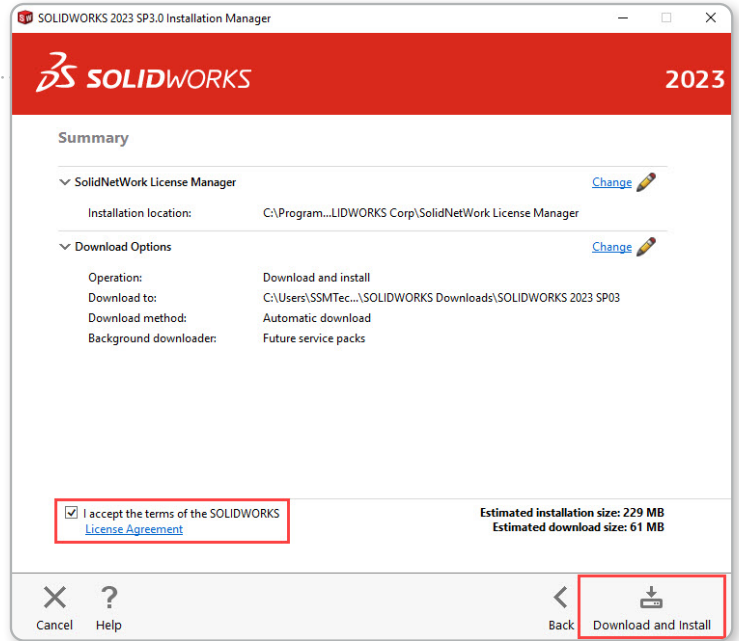 SOLIDWORKS 2023 SP3.0 Installation Manager
SOLIDWORKS 2023
Summary
SolidNetWork License Manager Change
Installation location: C:\Program...LIDWORKS Corp\SolidNetWork License Manager
Download Options Change
Operation: Download and install
Download to: C:\Users\SSMTec...\SOLIDWORKS Downloads\SOLIDWORKS 2023 SP03
Download method: Automatic download
Background downloader: Future service packs
I accept the terms of the SOLIDWORKS
License Agreement
Estimated installation size: 229 MB
Estimated download size: 61 MB
Cancel Help Back Download and Install